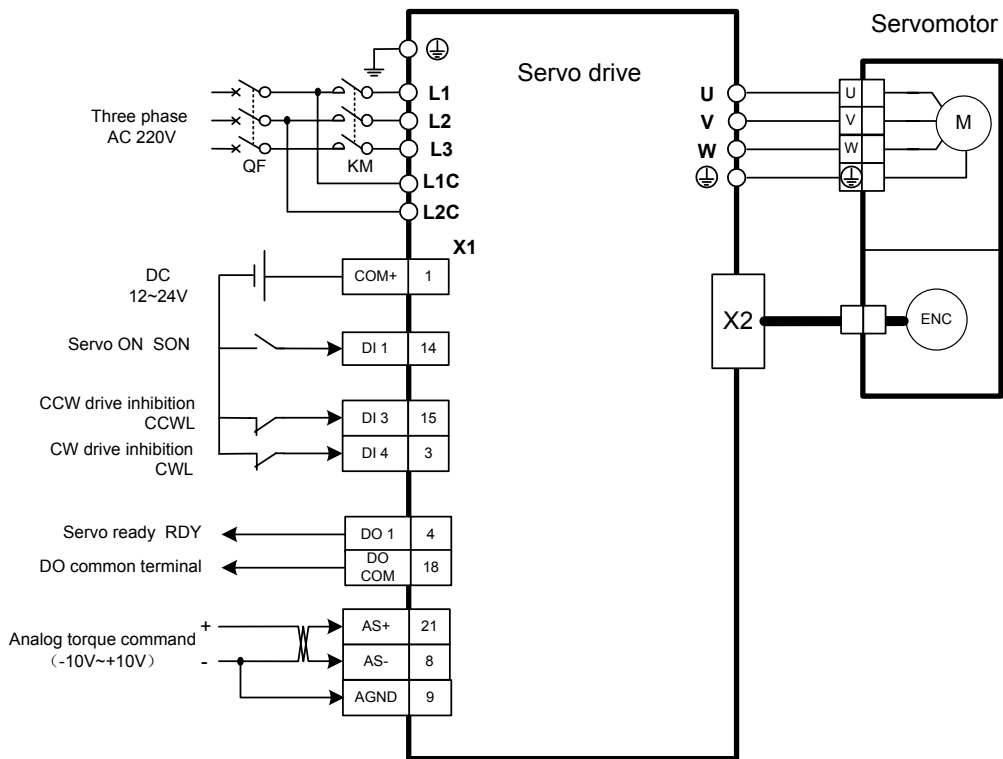 Servomotor
Servo drive
Three phase
AC 220V
QF
KM
L1
L2
L3
L1C
L2C
U
V
W
U
V
W
M
X1
DC
12~24V
COM+ 1
Servo ON SON
DI 1 14
CCW drive inhibition
CCWL
DI 3 15
CW drive inhibition
CWL
DI 4 3
X2
ENC
Servo ready RDY
DO 1 4
DO common terminal
DO
COM
18
Analog torque command
(-10V~+10V)
+
-
AS+ 21
AS- 8
AGND 9